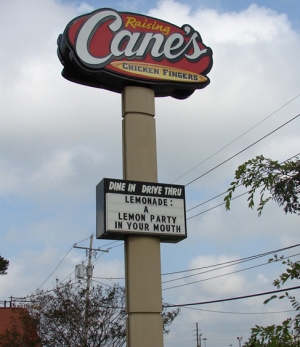 Raising
Cane's
CHICKEN FINGERS
DINE IN DRIVE THRU
LEMONADE:
A
LEMON PARTY
IN YOUR MOUTH